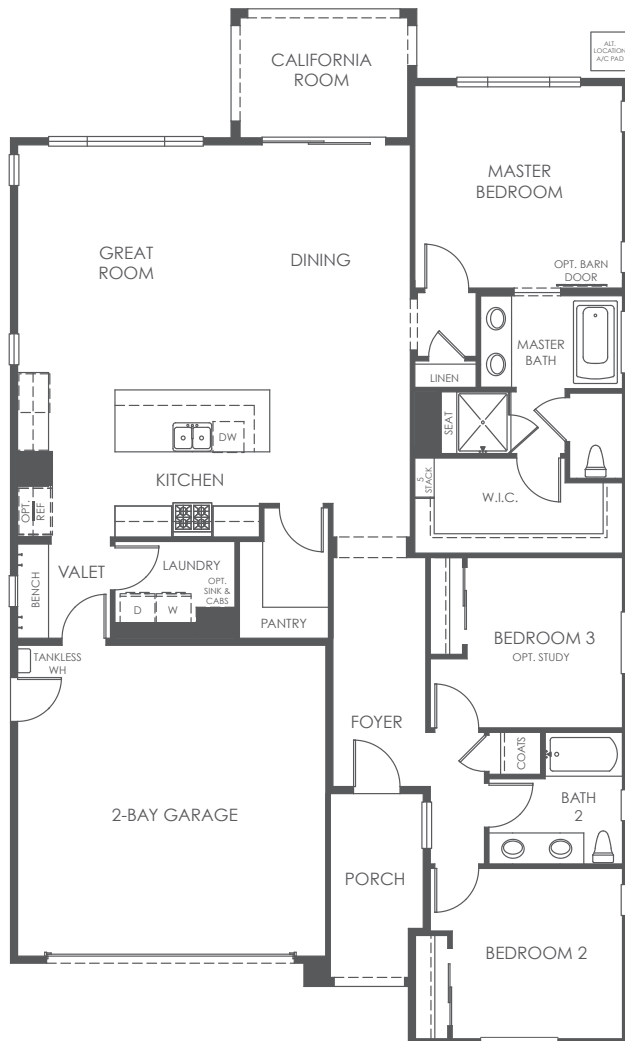 CALIFORNIA
ROOM
ALT.
LOCATION
A/C PAD
MASTER
BEDROOM
GREAT
ROOM
DINING
OPT. BARN
DOOR
MASTER
BATH
LINEN
SEAT
DW
KITCHEN
5
STACK
W.I.C.
OPT.
REF
VALET
LAUNDRY
OPT.
SINK &
CABS
BENCH
D
W
PANTRY
BEDROOM 3
OPT. STUDY
TANKLESS
WH
FOYER
COATS
BATH
2
2-BAY GARAGE
PORCH
BEDROOM 2